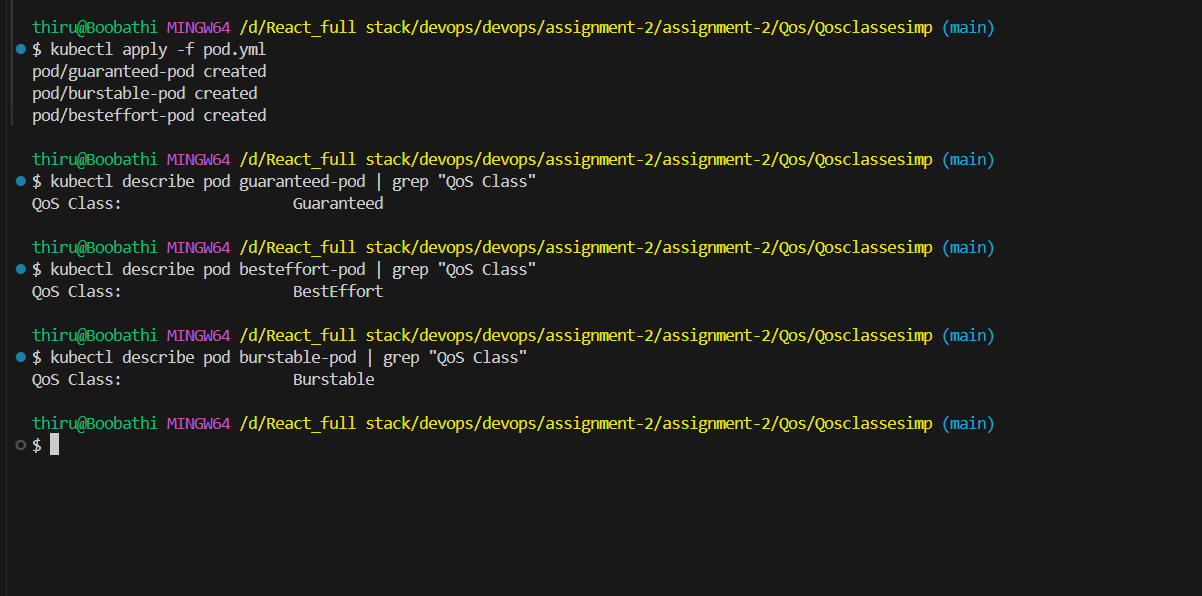 thiru@Boobathi MINGW64 /d/React_full stack/devops/devops/assignment-2/assignment-2/Qos/Qosclassesimp (main)
$ kubectl apply -f pod.yml
pod/guaranteed-pod created
pod/burstable-pod created
pod/besteffort-pod created
thiru@Boobathi MINGW64 /d/React_full stack/devops/devops/assignment-2/assignment-2/Qos/Qosclassesimp (main)
$ kubectl describe pod guaranteed-pod | grep "QoS Class"
QoS Class:                   Guaranteed
thiru@Boobathi MINGW64 /d/React_full stack/devops/devops/assignment-2/assignment-2/Qos/Qosclassesimp (main)
$ kubectl describe pod besteffort-pod | grep "QoS Class"
QoS Class:                   BestEffort
thiru@Boobathi MINGW64 /d/React_full stack/devops/devops/assignment-2/assignment-2/Qos/Qosclassesimp (main)
$ kubectl describe pod burstable-pod | grep "QoS Class"
QoS Class:                   Burstable
thiru@Boobathi MINGW64 /d/React_full stack/devops/devops/assignment-2/assignment-2/Qos/Qosclassesimp (main)
$